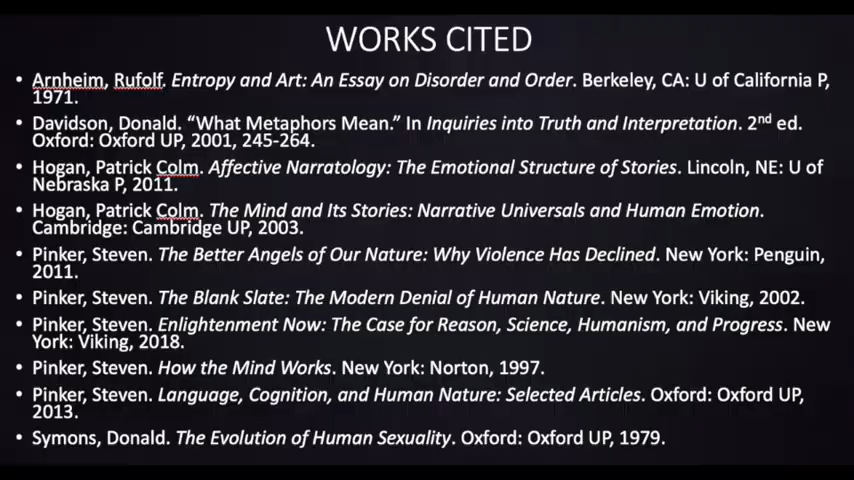 WORKS CITED
• Arnheim, Rufolf. Entropy and Art: An Essay on Disorder and Order. Berkeley, CA: U of California P,
1971.
• Davidson, Donald. “What Metaphors Mean.” In Inquiries into Truth and Interpretation. 2nd ed.
Oxford: Oxford UP, 2001, 245-264.
• Hogan, Patrick Colm. Affective Narratology: The Emotional Structure of Stories. Lincoln, NE: U of
Nebraska P, 2011.
• Hogan, Patrick Colm. The Mind and Its Stories: Narrative Universals and Human Emotion.
Cambridge: Cambridge UP, 2003.
• Pinker, Steven. The Better Angels of Our Nature: Why Violence Has Declined. New York: Penguin,
2011.
• Pinker, Steven. The Blank Slate: The Modern Denial of Human Nature. New York: Viking, 2002.
• Pinker, Steven. Enlightenment Now: The Case for Reason, Science, Humanism, and Progress. New
York: Viking, 2018.
• Pinker, Steven. How the Mind Works. New York: Norton, 1997.
• Pinker, Steven. Language, Cognition, and Human Nature: Selected Articles. Oxford: Oxford UP,
2013.
• Symons, Donald. The Evolution of Human Sexuality. Oxford: Oxford UP, 1979.